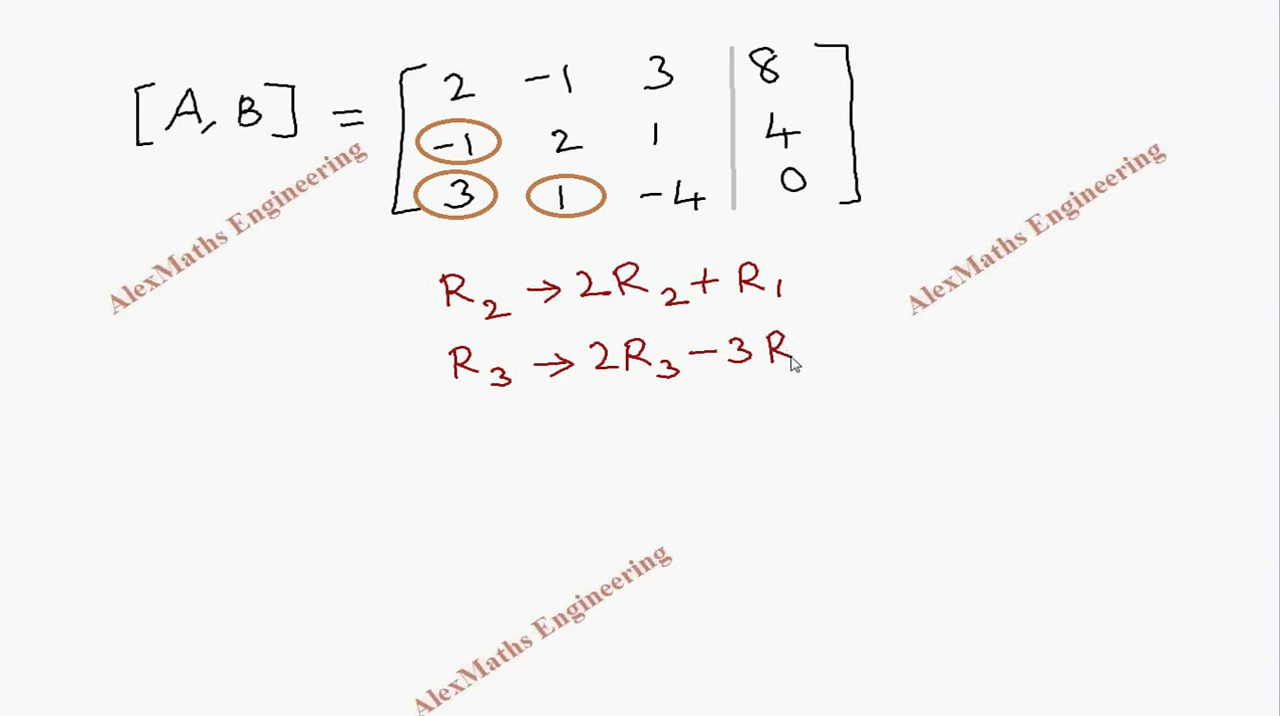 [A, B] = [ 2 -1 3 | 8 ]
-1 2 1 | 4
3 1 -4 | 0
AlexMaths Engineering
AlexMaths Engineering
R₂ → 2R₂ + R₁
R₃ → 2R₃ - 3R
AlexMaths Engineering